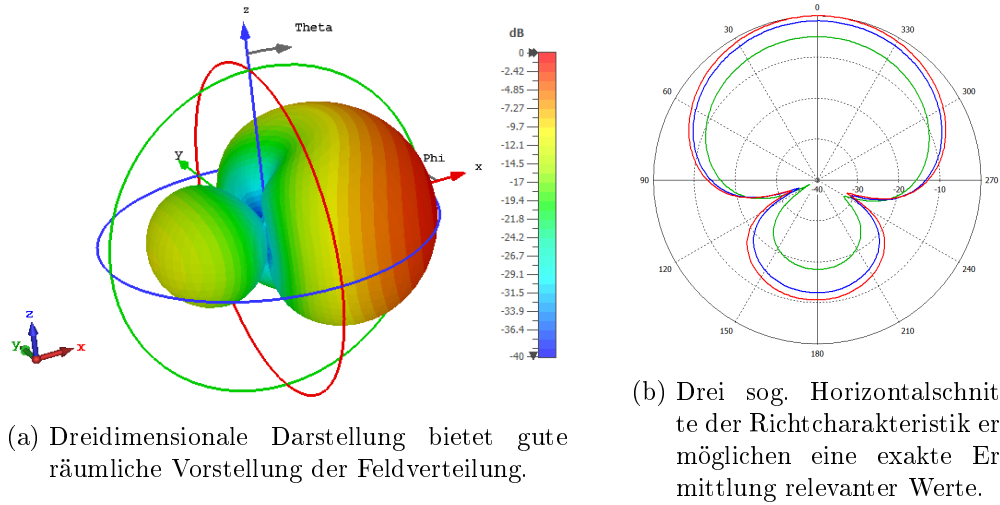 z
Theta
y
Phi
x
z
y
x
dB
0
-2.42
-4.85
-7.27
-9.7
-12.1
-14.5
-17
-19.4
-21.8
-24.2
-26.7
-29.1
-31.5
-33.9
-36.4
-40
0
30
330
60
300
90
-40
-30
-20
-10
270
120
240
150
210
180
(a) Dreidimensionale Darstellung bietet gute
räumliche Vorstellung der Feldverteilung.
(b) Drei sog. Horizontalschnit
te der Richtcharakteristik er
möglichen eine exakte Er
mittlung relevanter Werte.